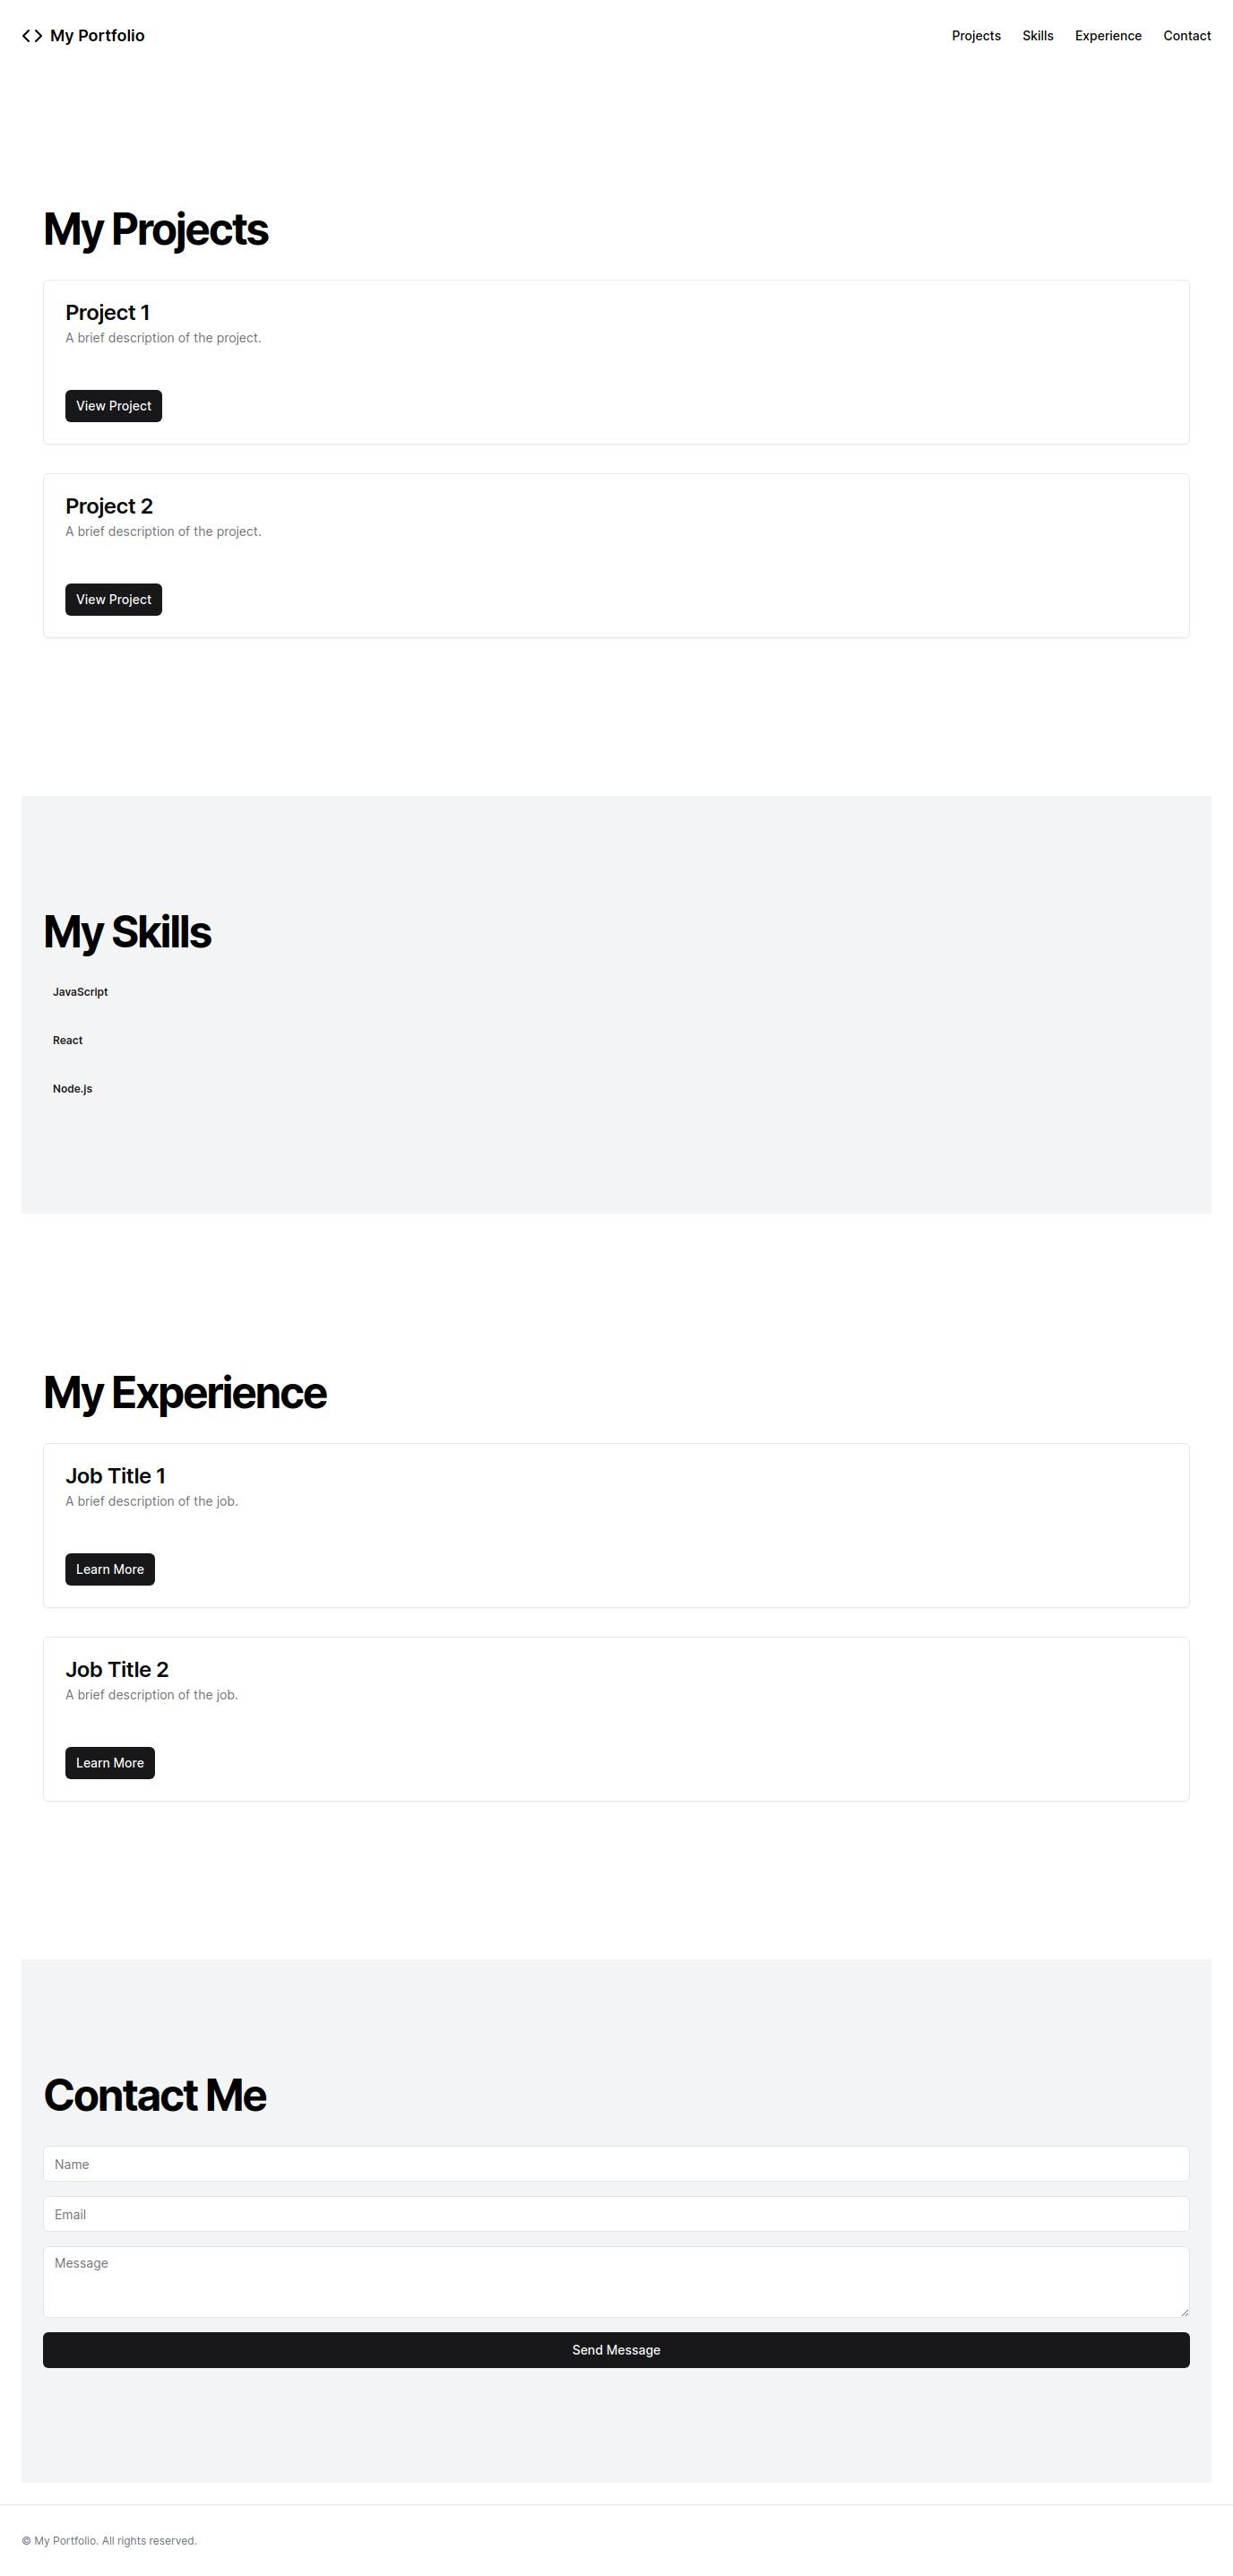 My Portfolio
Projects Skills Experience Contact
My Projects
Project 1
A brief description of the project.
View Project
Project 2
A brief description of the project.
View Project
My Skills
JavaScript
React
Node.js
My Experience
Job Title 1
A brief description of the job.
Learn More
Job Title 2
A brief description of the job.
Learn More
Contact Me
Name
Email
Message
Send Message
© My Portfolio. All rights reserved.